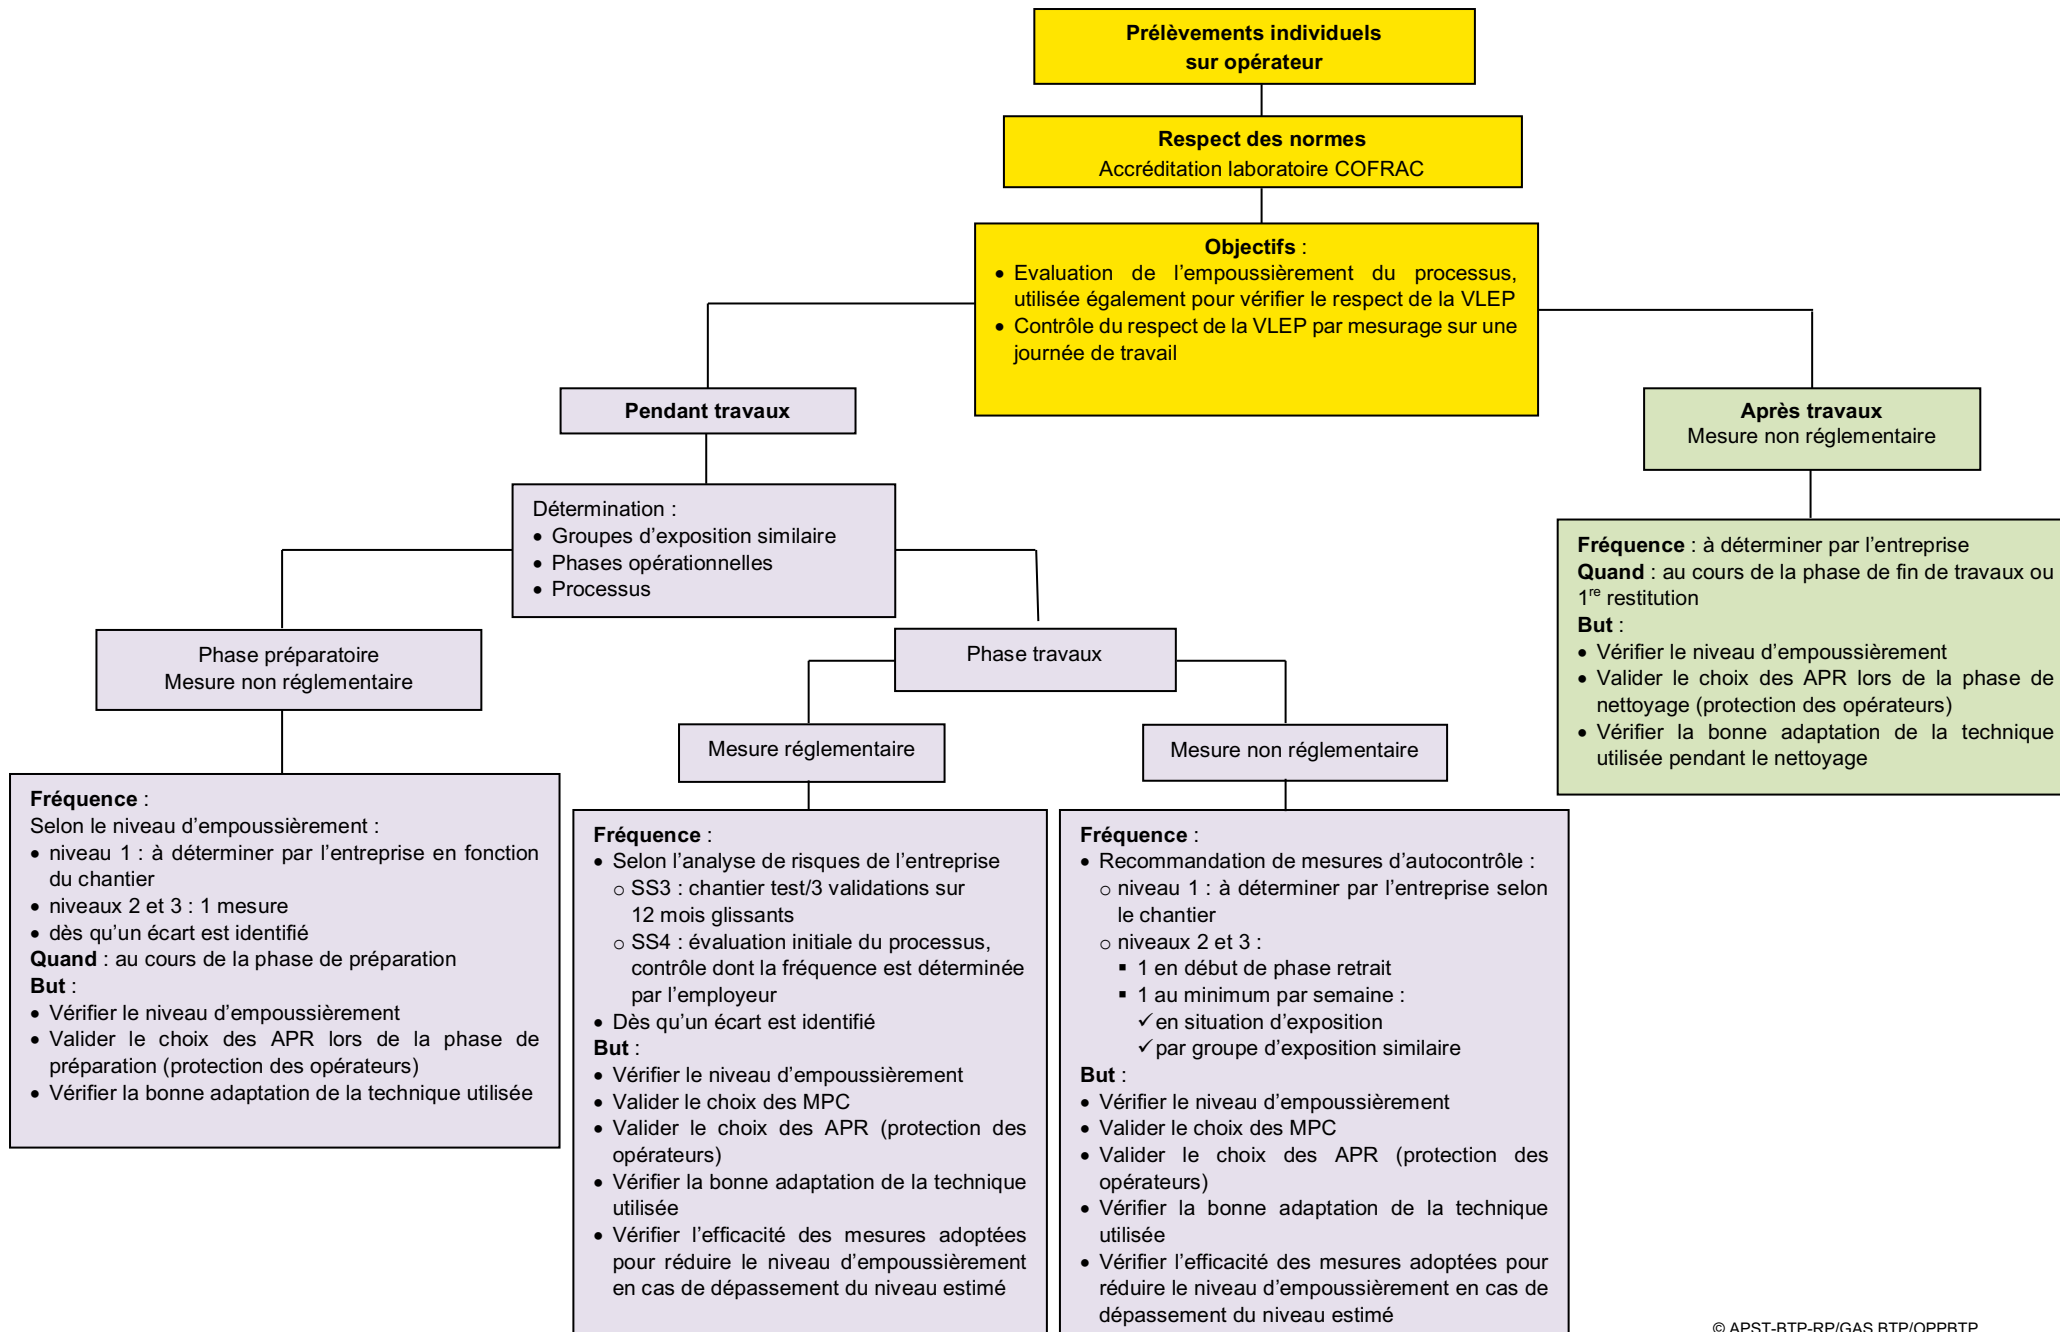 Prélèvements individuels
sur opérateur
Respect des normes
Accréditation laboratoire COFRAC
Objectifs :
• Evaluation de l’empoussièrement du processus,
utilisée également pour vérifier le respect de la VLEP
• Contrôle du respect de la VLEP par mesurage sur une
journée de travail
Pendant travaux
Après travaux
Mesure non réglementaire
Détermination :
• Groupes d’exposition similaire
• Phases opérationnelles
• Processus
Fréquence : à déterminer par l’entreprise
Quand : au cours de la phase de fin de travaux ou
1re restitution
But :
• Vérifier le niveau d’empoussièrement
• Valider le choix des APR lors de la phase de
nettoyage (protection des opérateurs)
• Vérifier la bonne adaptation de la technique
utilisée pendant le nettoyage
Phase préparatoire
Mesure non réglementaire
Phase travaux
Mesure réglementaire
Mesure non réglementaire
Fréquence :
Selon le niveau d’empoussièrement :
• niveau 1 : à déterminer par l’entreprise en fonction
du chantier
• niveaux 2 et 3 : 1 mesure
• dès qu’un écart est identifié
Quand : au cours de la phase de préparation
But :
• Vérifier le niveau d’empoussièrement
• Valider le choix des APR lors de la phase de
préparation (protection des opérateurs)
• Vérifier la bonne adaptation de la technique utilisée
Fréquence :
• Selon l’analyse de risques de l’entreprise
o SS3 : chantier test/3 validations sur
12 mois glissants
o SS4 : évaluation initiale du processus,
contrôle dont la fréquence est déterminée
par l’employeur
• Dès qu’un écart est identifié
But :
• Vérifier le niveau d’empoussièrement
• Valider le choix des MPC
• Valider le choix des APR (protection des
opérateurs)
• Vérifier la bonne adaptation de la technique
utilisée
• Vérifier l’efficacité des mesures adoptées
pour réduire le niveau d’empoussièrement
en cas de dépassement du niveau estimé
Fréquence :
• Recommandation de mesures d’autocontrôle :
o niveau 1 : à déterminer par l’entreprise selon
le chantier
o niveaux 2 et 3 :
▪ 1 en début de phase retrait
▪ 1 au minimum par semaine :
✓ en situation d’exposition
✓ par groupe d’exposition similaire
But :
• Vérifier le niveau d’empoussièrement
• Valider le choix des MPC
• Valider le choix des APR (protection des
opérateurs)
• Vérifier la bonne adaptation de la technique
utilisée
• Vérifier l’efficacité des mesures adoptées pour
réduire le niveau d’empoussièrement en cas de
dépassement du niveau estimé
© APST-BTP-RP/GAS BTP/OPPBTP